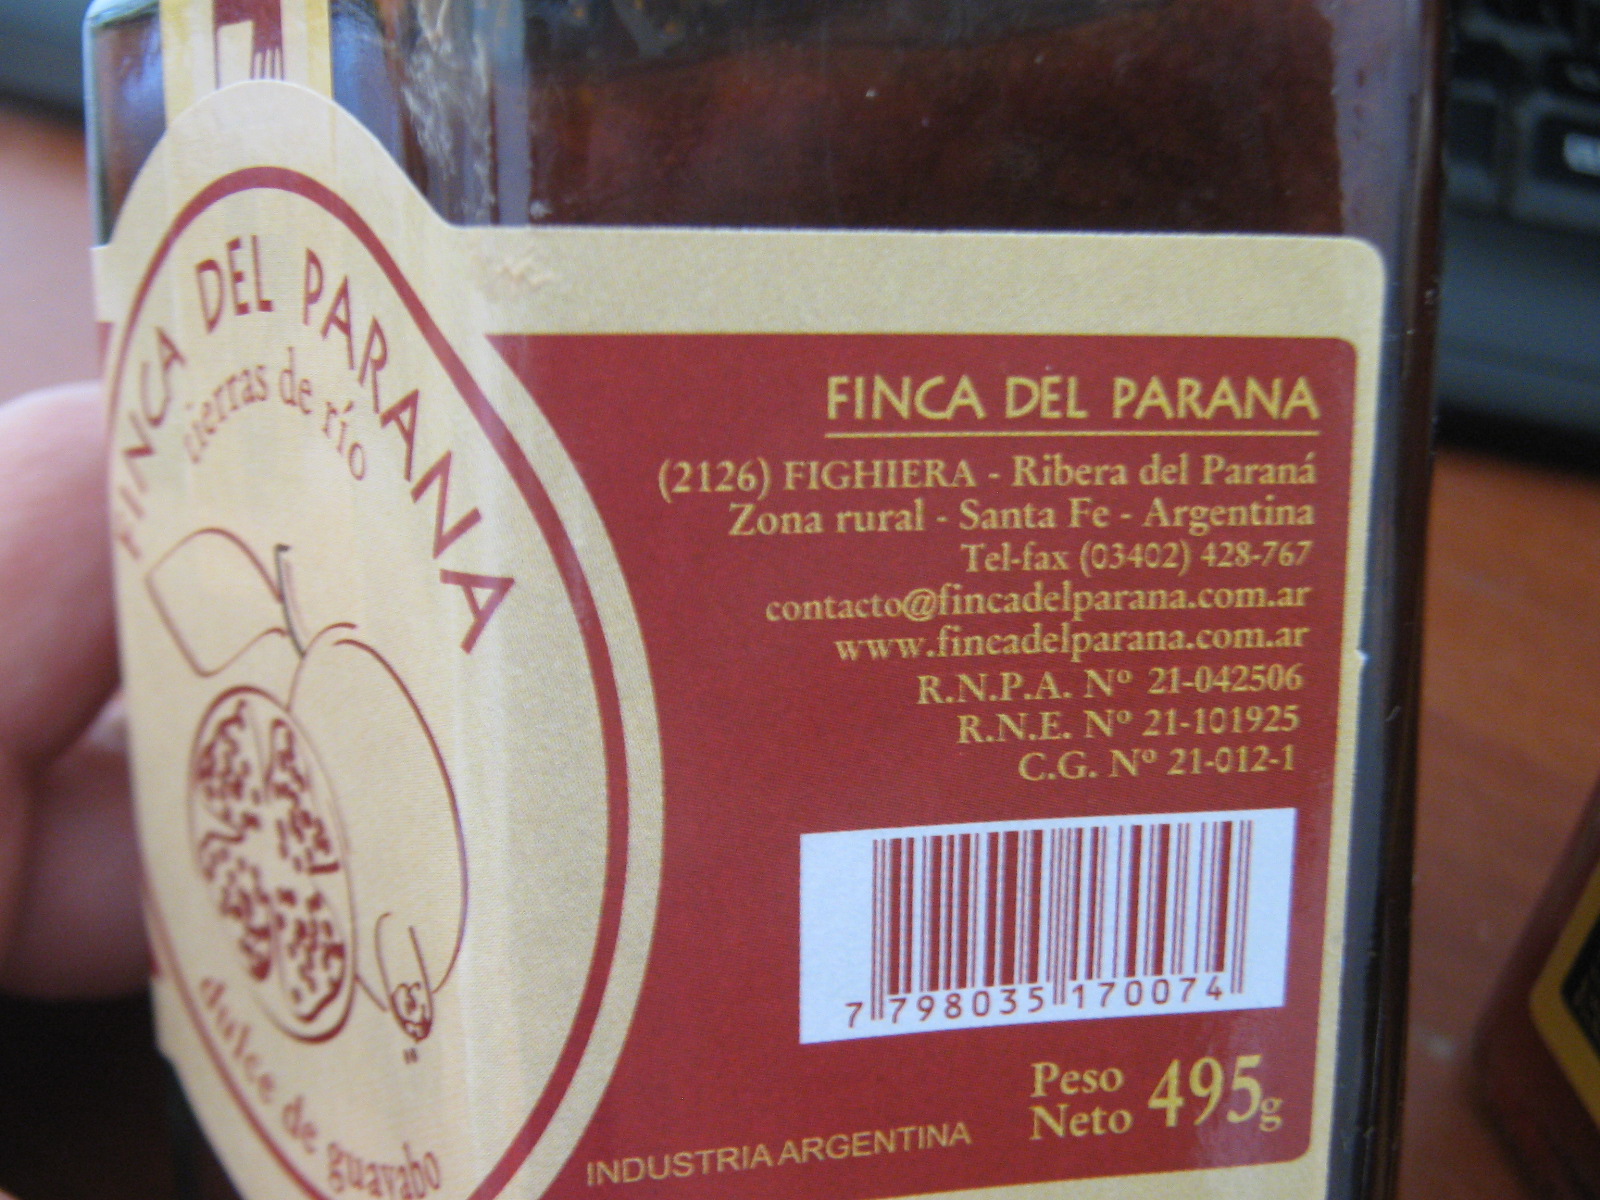 FINCA DEL PARANA
tierras de río
dulce de guayabo
FINCA DEL PARANA
(2126) FIGHIERA - Ribera del Paraná
Zona rural - Santa Fe - Argentina
Tel-fax (03402) 428-767
contacto@fincadelparana.com.ar
www.fincadelparana.com.ar
R.N.P.A. Nº 21-042506
R.N.E. Nº 21-101925
C.G. Nº 21-012-1
7 798035 170074
Peso Neto 495g
INDUSTRIA ARGENTINA